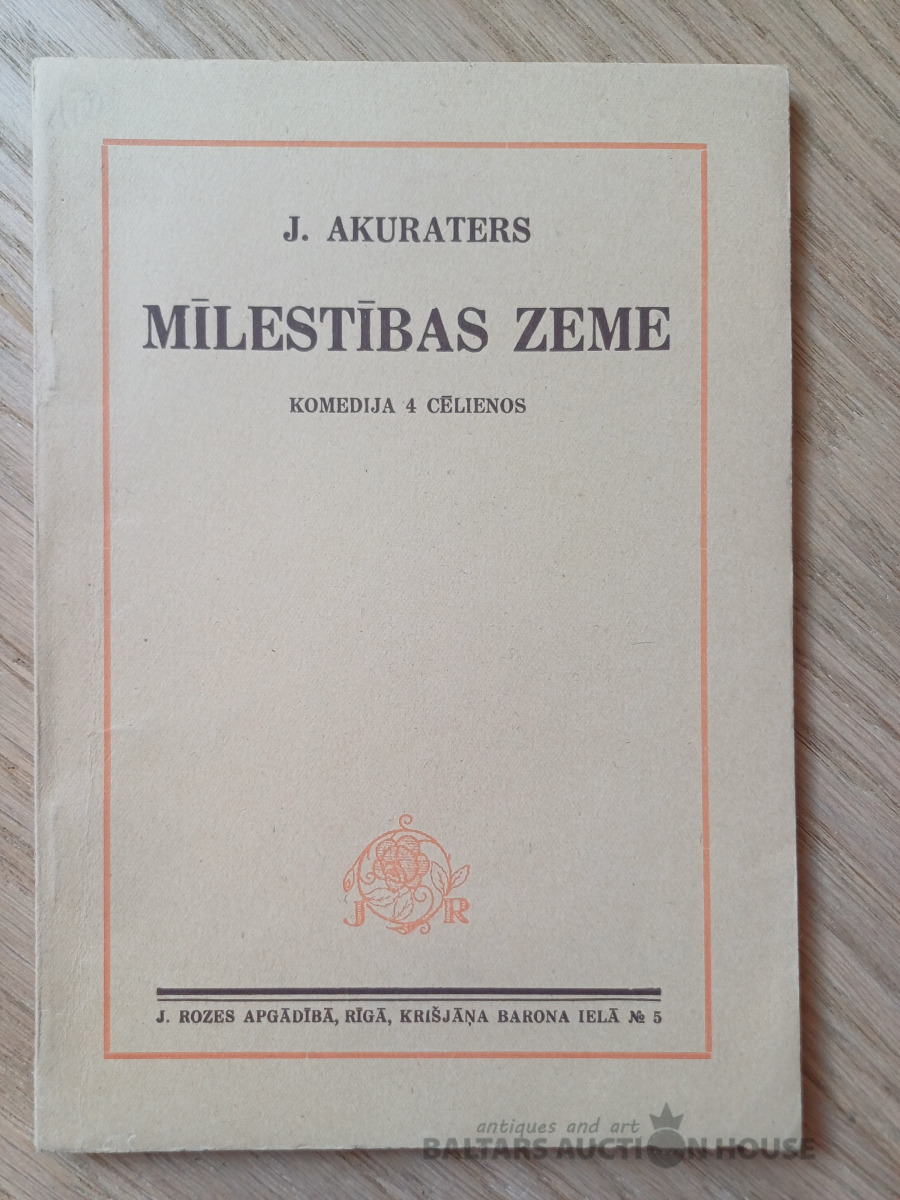 J. AKURATERS
MĪLESTĪBAS ZEME
KOMEDIJA 4 CĒLIENOS
J R
J. ROZES APGĀDĪBĀ, RĪGĀ, KRIŠJĀŅA BARONA IELĀ № 5
antiques and art
BALTARS AUCTION HOUSE